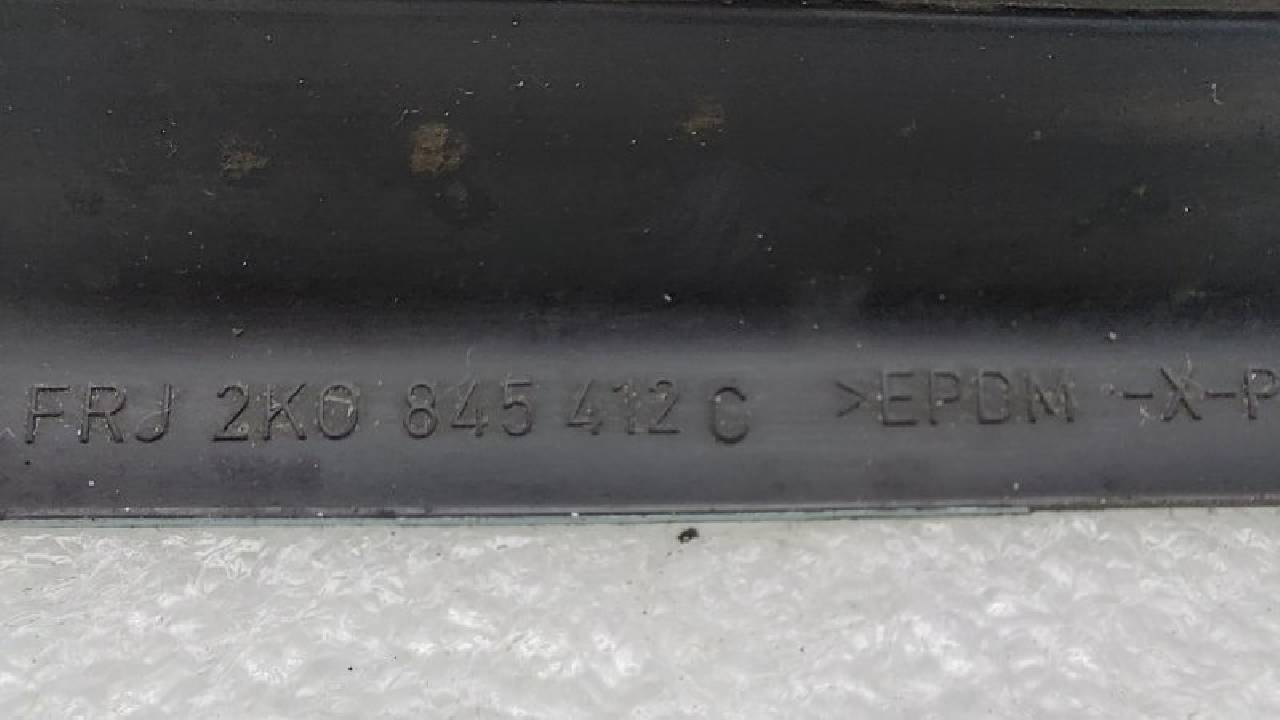 FRJ 2K0 845 412 C >EPDM -X-P